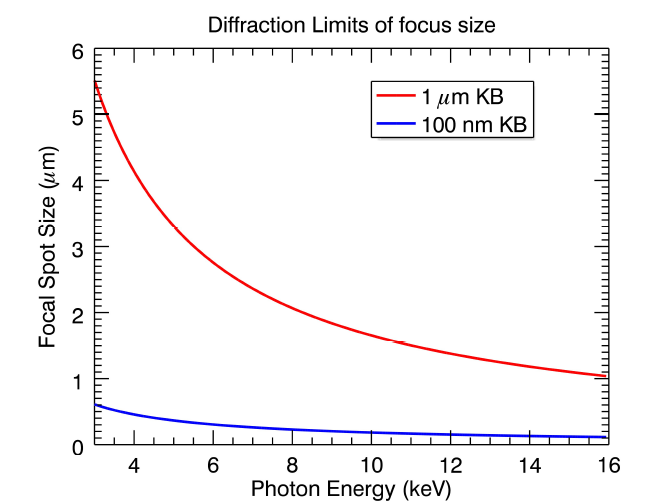 Diffraction Limits of focus size
6
5
4
3
2
1
0
Focal Spot Size (μm)
1 μm KB
100 nm KB
4 6 8 10 12 14 16
Photon Energy (keV)